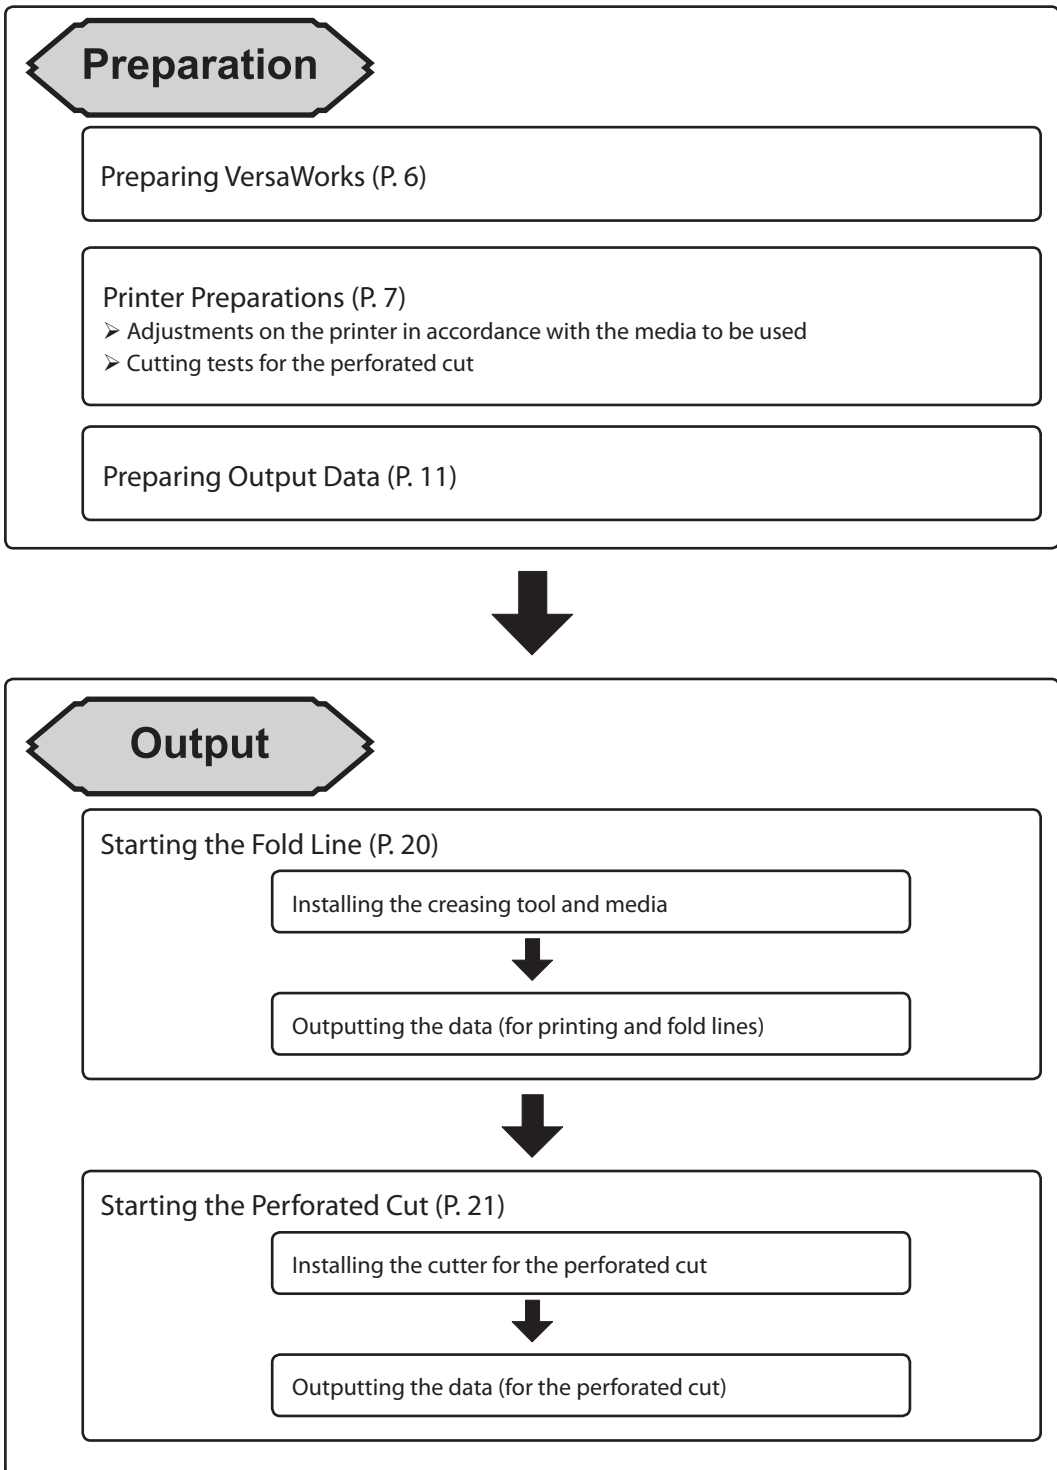 Preparation
Preparing VersaWorks (P. 6)
Printer Preparations (P. 7)
➢ Adjustments on the printer in accordance with the media to be used
➢ Cutting tests for the perforated cut
Preparing Output Data (P. 11)
Output
Starting the Fold Line (P. 20)
Installing the creasing tool and media
Outputting the data (for printing and fold lines)
Starting the Perforated Cut (P. 21)
Installing the cutter for the perforated cut
Outputting the data (for the perforated cut)